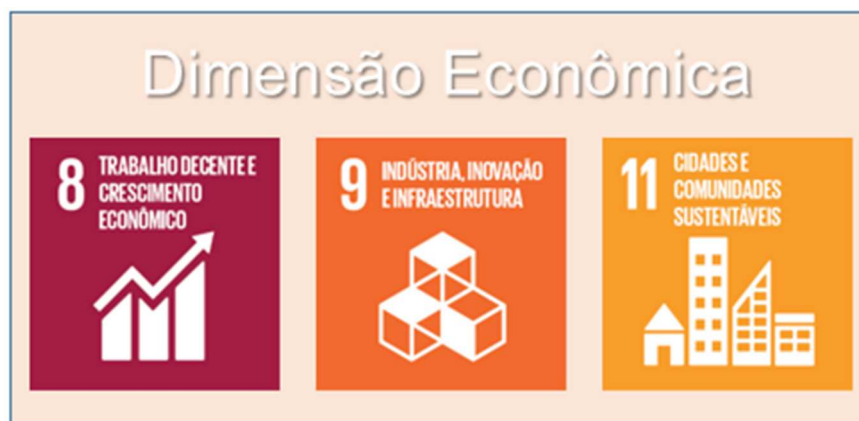 Dimensão Econômica
8 TRABALHO DECENTE E
CRESCIMENTO
ECONÔMICO
9 INDÚSTRIA, INOVAÇÃO
E INFRAESTRUTURA
11 CIDADES E
COMUNIDADES
SUSTENTÁVEIS